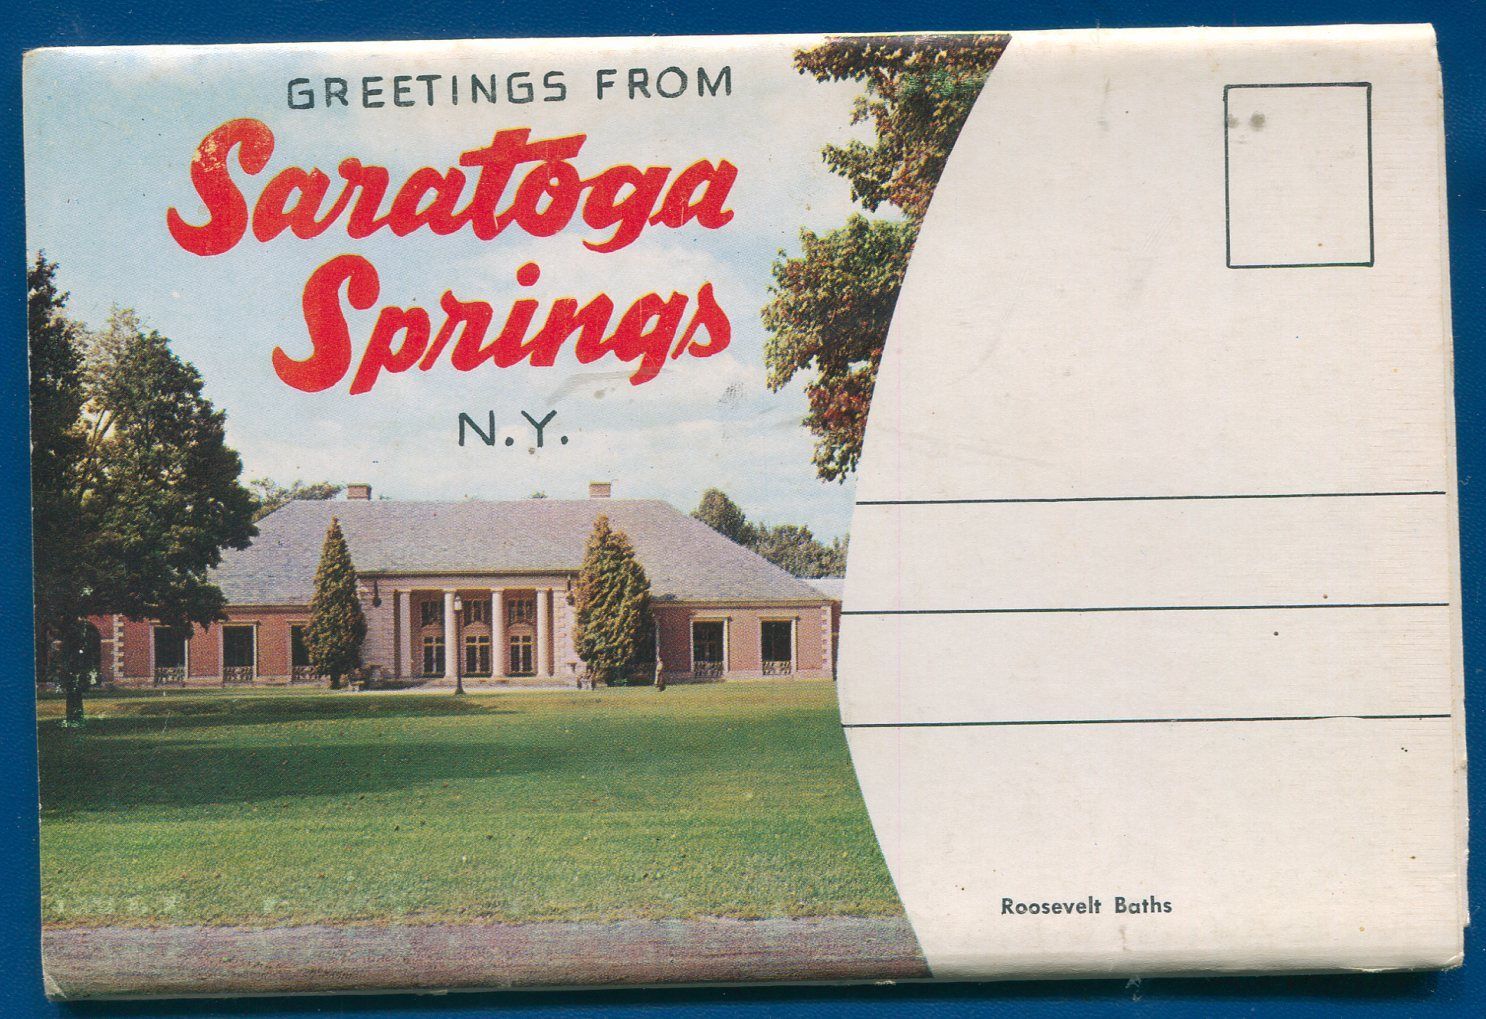 GREETINGS FROM
Saratoga
Springs
N.Y.
Roosevelt Baths